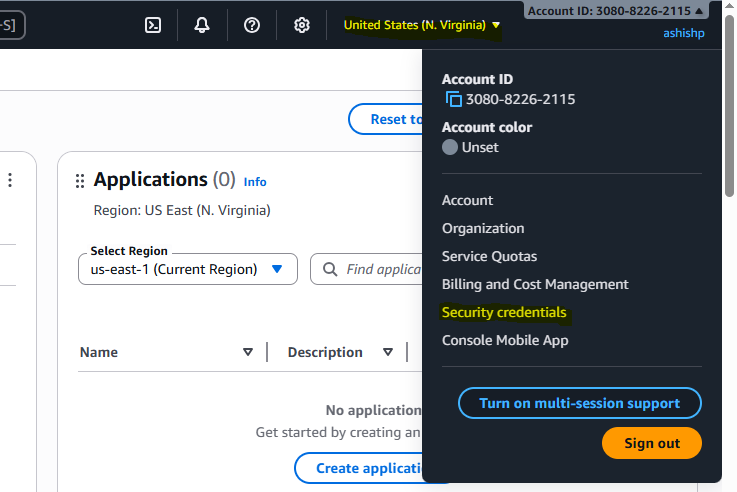 -S]
United States (N. Virginia)
Account ID: 3080-8226-2115
ashishp
Account ID
3080-8226-2115
Account color
Unset
Account
Organization
Service Quotas
Billing and Cost Management
Security credentials
Console Mobile App
Turn on multi-session support
Sign out
Reset to
Applications (0) Info
Region: US East (N. Virginia)
Select Region
us-east-1 (Current Region)
Find applica
Name
Description
No application
Get started by creating an
Create applicati